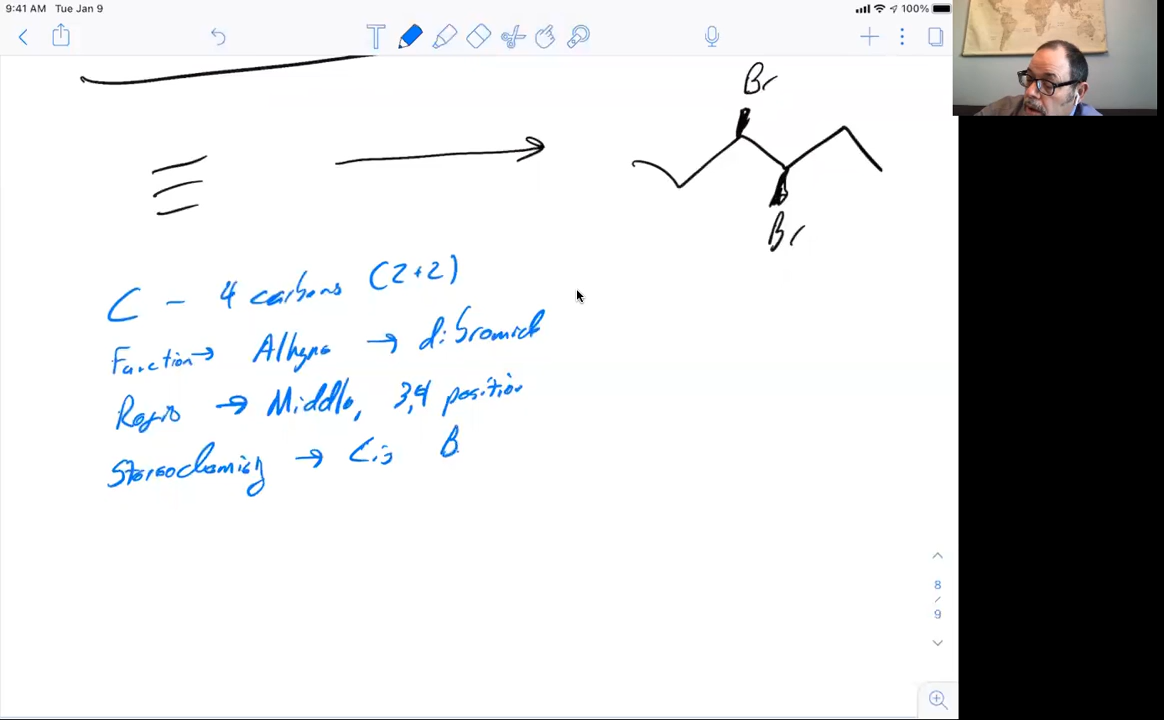 9:41 AM Tue Jan 9
100%
Br
Br
C - 4 carbons (2+2)
Function → Alkyne → dibromide
Regio → Middle, 3,4 position
Stereochemistry → Cis B
8
/
9